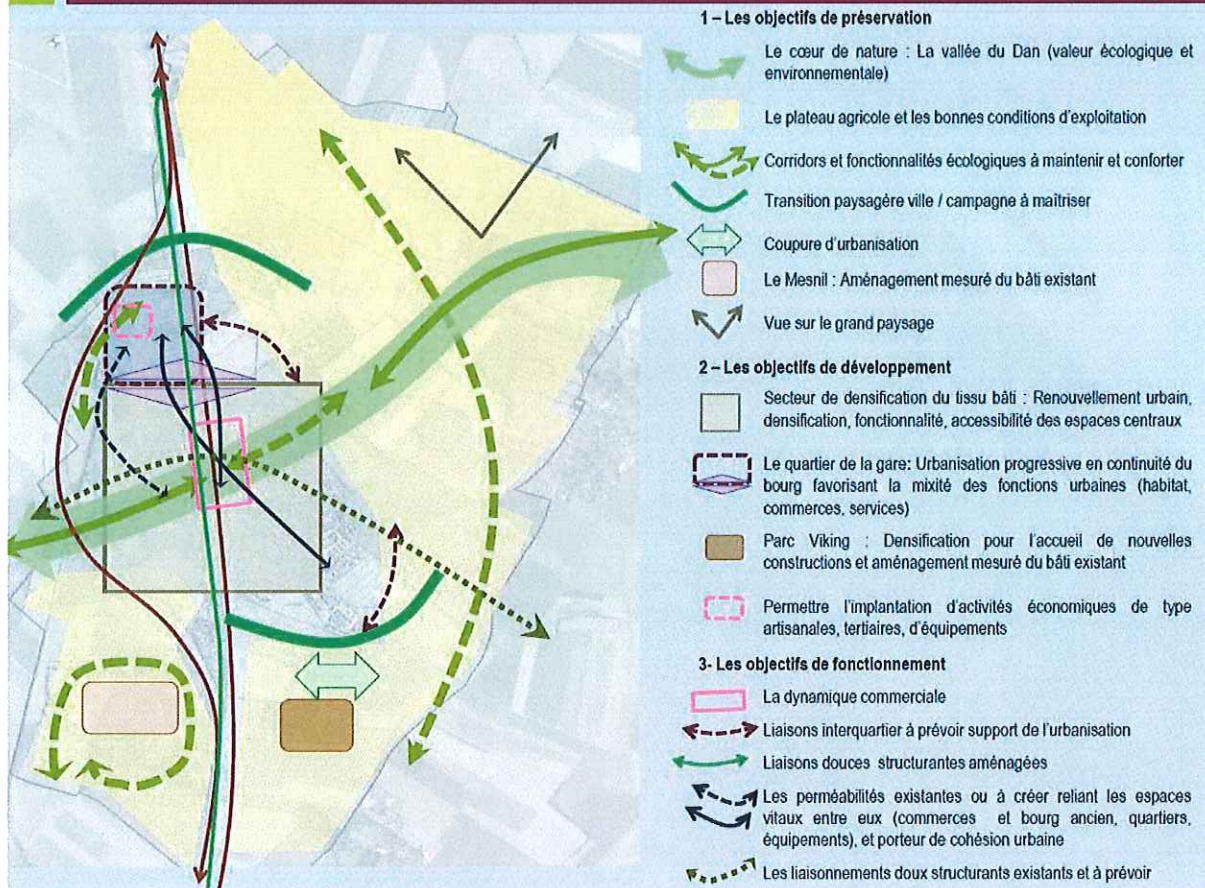 1 – Les objectifs de préservation
Le cœur de nature : La vallée du Dan (valeur écologique et
environnementale)
Le plateau agricole et les bonnes conditions d'exploitation
Corridors et fonctionnalités écologiques à maintenir et conforter
Transition paysagère ville / campagne à maîtriser
Coupure d'urbanisation
Le Mesnil : Aménagement mesuré du bâti existant
Vue sur le grand paysage
2 – Les objectifs de développement
Secteur de densification du tissu bâti : Renouvellement urbain,
densification, fonctionnalité, accessibilité des espaces centraux
Le quartier de la gare: Urbanisation progressive en continuité du
bourg favorisant la mixité des fonctions urbaines (habitat,
commerces, services)
Parc Viking : Densification pour l'accueil de nouvelles
constructions et aménagement mesuré du bâti existant
Permettre l'implantation d'activités économiques de type
artisanales, tertiaires, d'équipements
3- Les objectifs de fonctionnement
La dynamique commerciale
Liaisons interquartier à prévoir support de l'urbanisation
Liaisons douces structurantes aménagées
Les perméabilités existantes ou à créer reliant les espaces
vitaux entre eux (commerces et bourg ancien, quartiers,
équipements), et porteur de cohésion urbaine
Les liaisonnements doux structurants existants et à prévoir